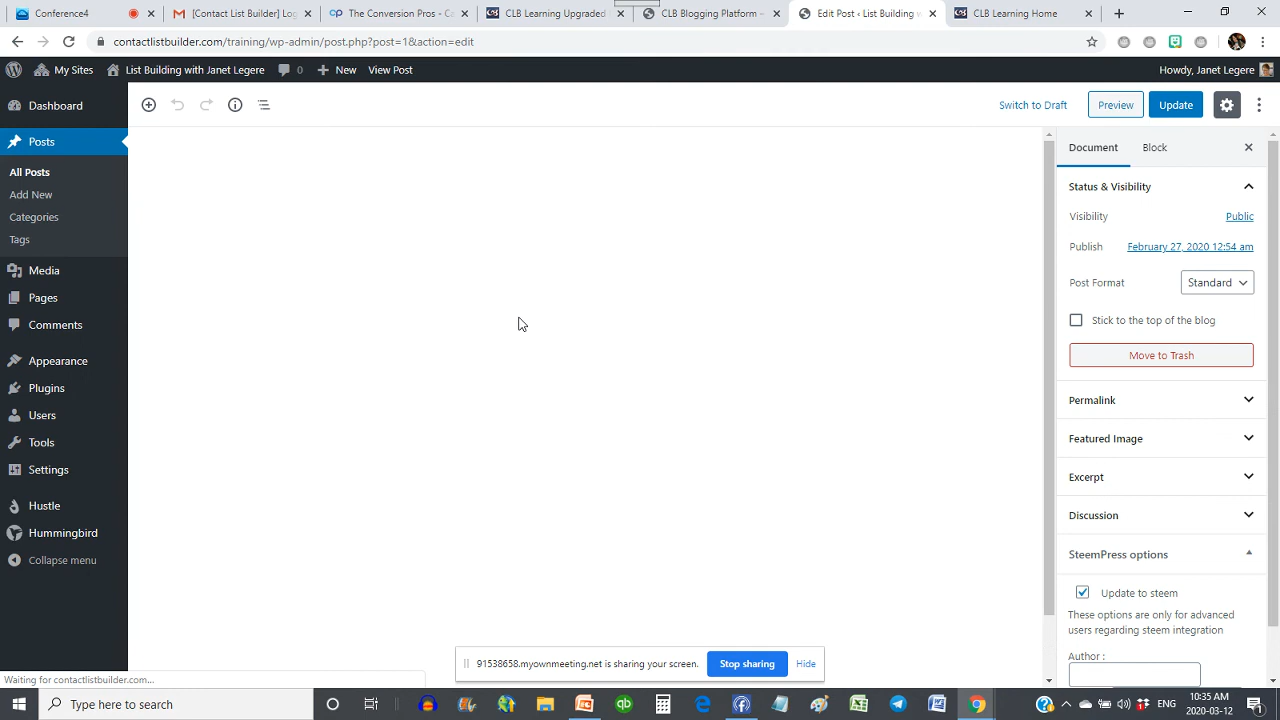 Conference4
[Contact List Builder] Log
The Conversion Pros - C
CLB Learning Upgraded
CLB Blogging Platform –
Edit Post ‹ List Building w
CLB Learning Home
contactlistbuilder.com/training/wp-admin/post.php?post=1&action=edit
My Sites
List Building with Janet Legere
0
New
View Post
Howdy, Janet Legere
Dashboard
Posts
All Posts
Add New
Categories
Tags
Media
Pages
Comments
Appearance
Plugins
Users
Tools
Settings
Hustle
Hummingbird
Collapse menu
Switch to Draft
Preview
Update
Document
Block
Status & Visibility
Visibility
Public
Publish
February 27, 2020 12:54 am
Post Format
Standard
Stick to the top of the blog
Move to Trash
Permalink
Featured Image
Excerpt
Discussion
SteemPress options
Update to steem
These options are only for advanced
users regarding steem integration
Author :
91538658.myownmeeting.net is sharing your screen.
Stop sharing
Hide
Waiting for contactlistbuilder.com...
Type here to search
ENG
10:35 AM
2020-03-12